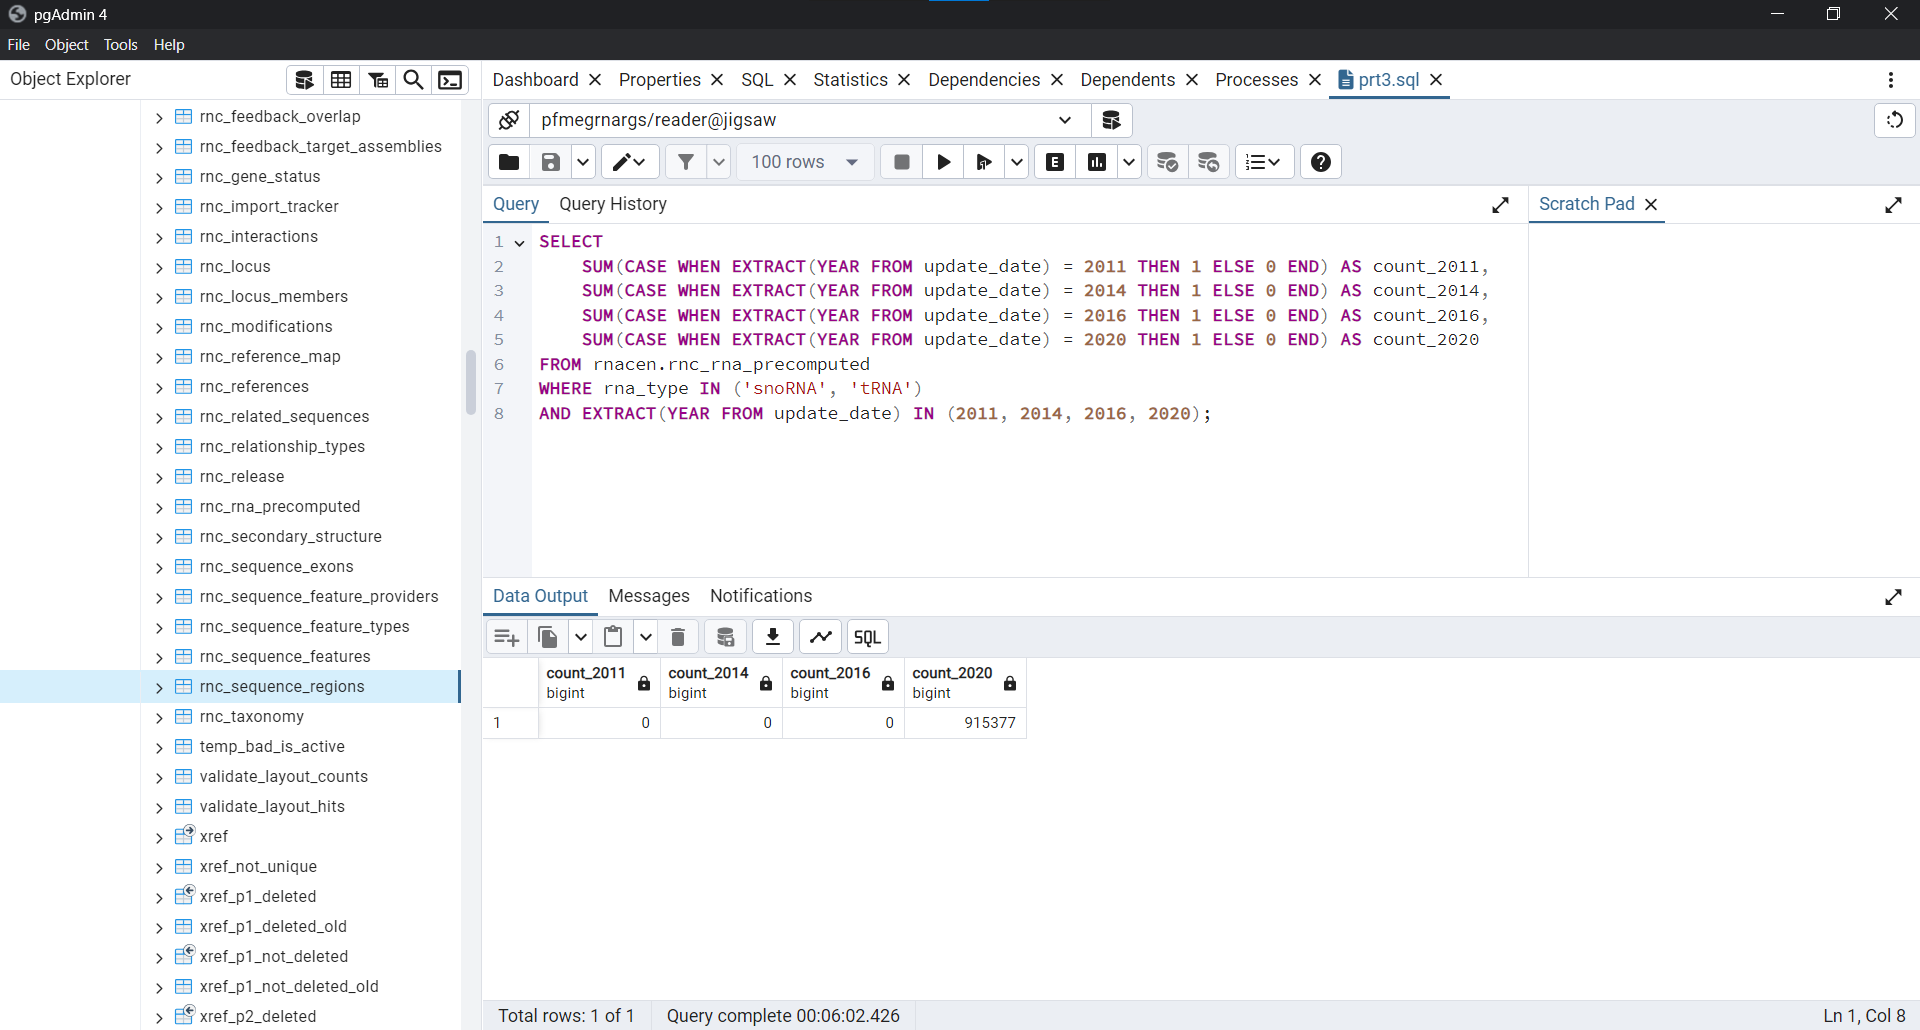 pgAdmin 4
File Object Tools Help
Object Explorer
Dashboard Properties SQL Statistics Dependencies Dependents Processes prt3.sql
rnc_feedback_overlap
rnc_feedback_target_assemblies
rnc_gene_status
rnc_import_tracker
rnc_interactions
rnc_locus
rnc_locus_members
rnc_modifications
rnc_reference_map
rnc_references
rnc_related_sequences
rnc_relationship_types
rnc_release
rnc_rna_precomputed
rnc_secondary_structure
rnc_sequence_exons
rnc_sequence_feature_providers
rnc_sequence_feature_types
rnc_sequence_features
rnc_sequence_regions
rnc_taxonomy
temp_bad_is_active
validate_layout_counts
validate_layout_hits
xref
xref_not_unique
xref_p1_deleted
xref_p1_deleted_old
xref_p1_not_deleted
xref_p1_not_deleted_old
xref_p2_deleted
pfmegrnargs/reader@jigsaw
100 rows
E
Query Query History
Scratch Pad
1 SELECT
2 SUM(CASE WHEN EXTRACT(YEAR FROM update_date) = 2011 THEN 1 ELSE 0 END) AS count_2011,
3 SUM(CASE WHEN EXTRACT(YEAR FROM update_date) = 2014 THEN 1 ELSE 0 END) AS count_2014,
4 SUM(CASE WHEN EXTRACT(YEAR FROM update_date) = 2016 THEN 1 ELSE 0 END) AS count_2016,
5 SUM(CASE WHEN EXTRACT(YEAR FROM update_date) = 2020 THEN 1 ELSE 0 END) AS count_2020
6 FROM rnacen.rnc_rna_precomputed
7 WHERE rna_type IN ('snoRNA', 'tRNA')
8 AND EXTRACT(YEAR FROM update_date) IN (2011, 2014, 2016, 2020);
Data Output Messages Notifications
SQL
count_2011 count_2014 count_2016 count_2020
bigint bigint bigint bigint
1 0 0 0 915377
Total rows: 1 of 1 Query complete 00:06:02.426 Ln 1, Col 8